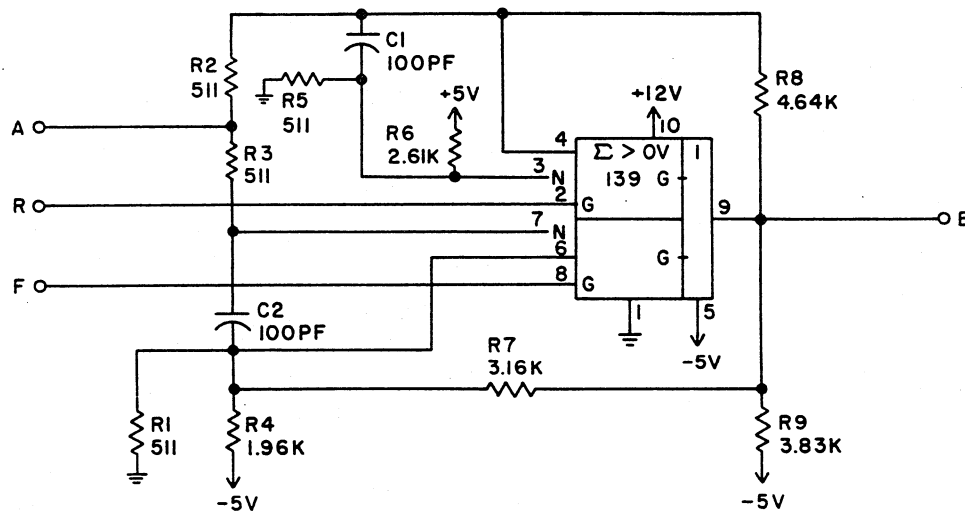 C1
100PF
R2
511
R5
511
+5V
+12V
R8
4.64K
A
R6
2.61K
10
4
Σ > 0V
1
R3
511
3
N
139
G
R
2
G
9
E
7
N
6
G
F
8
G
C2
100PF
1
5
-5V
R7
3.16K
R1
511
R4
1.96K
R9
3.83K
-5V
-5V